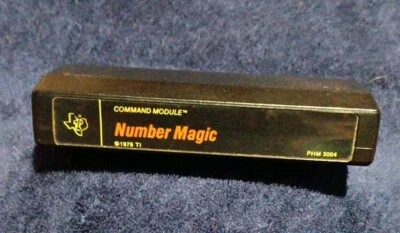 COMMAND MODULE™
Number Magic
©1979 TI
PHM 3004